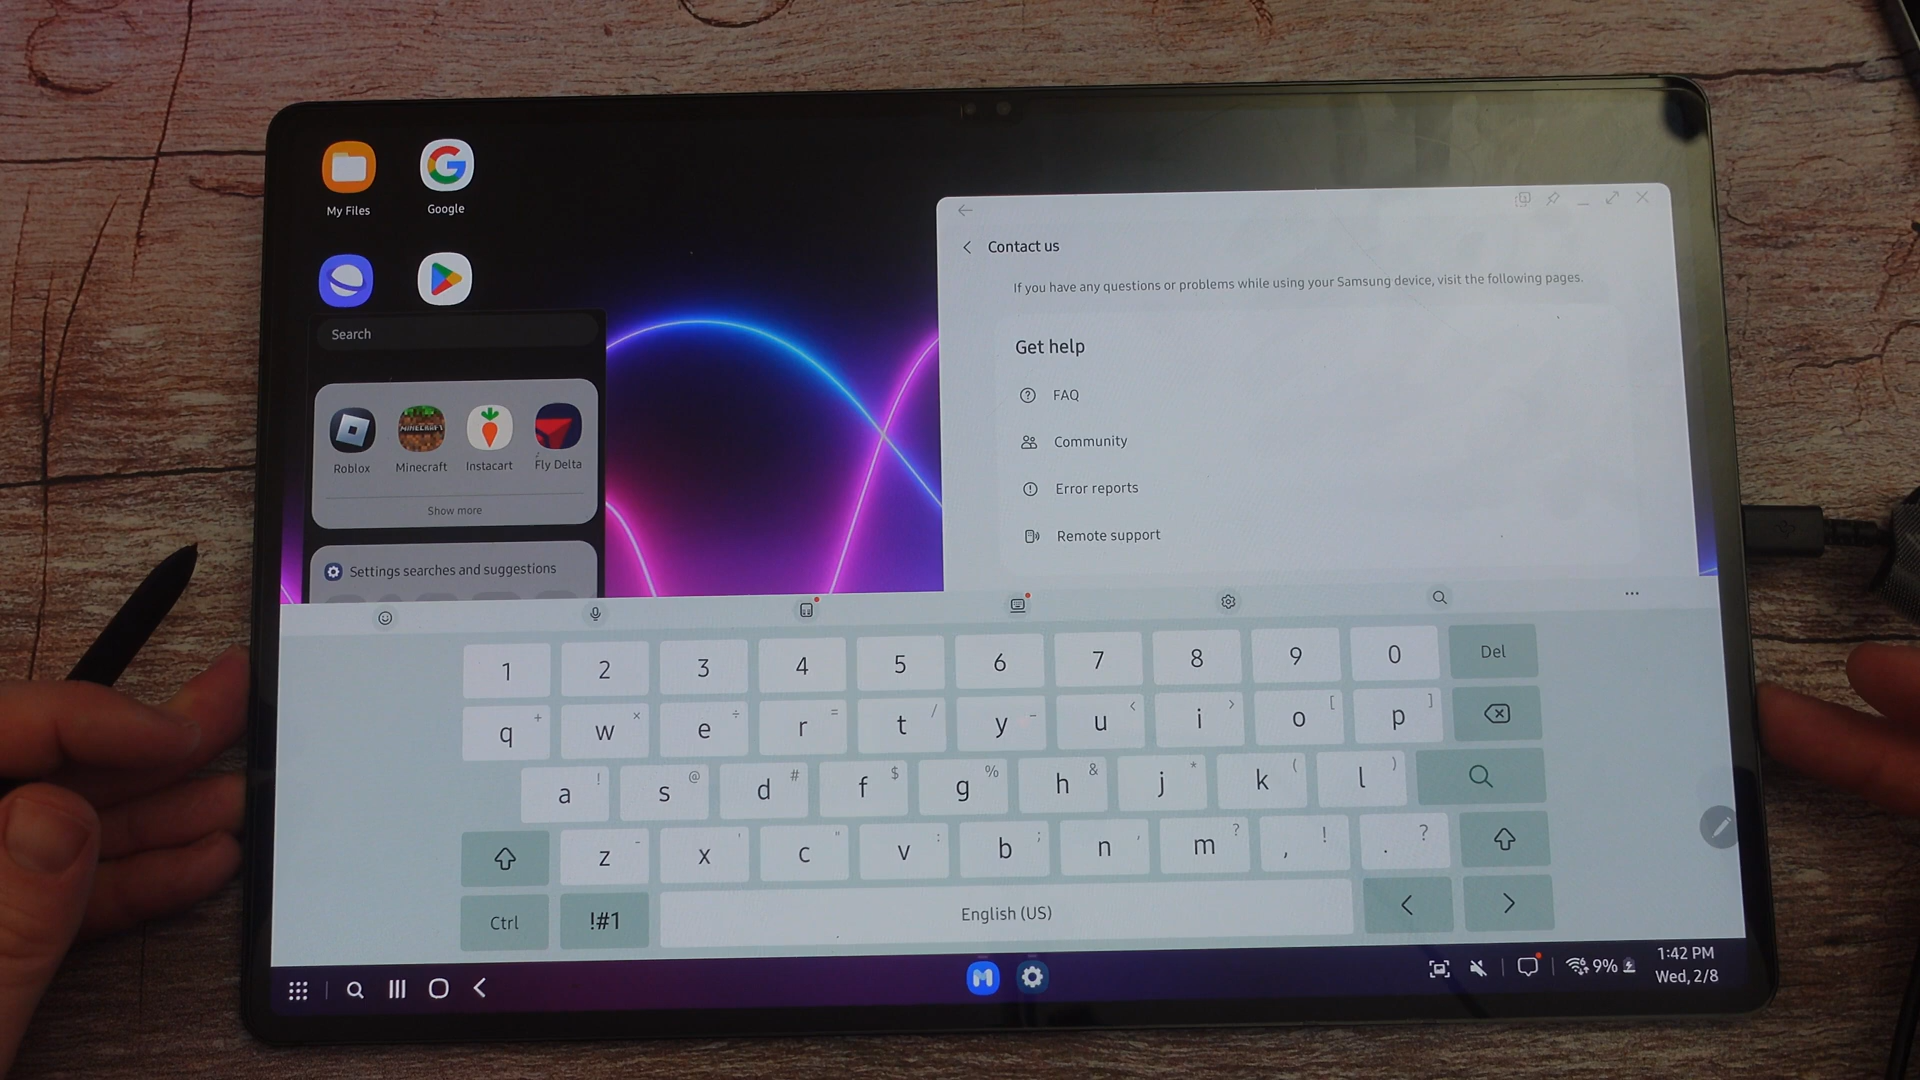 My Files
Google
Search
Roblox
MINECRAFT
Minecraft
Instacart
Fly Delta
Show more
Settings searches and suggestions
Contact us
If you have any questions or problems while using your Samsung device, visit the following pages.
Get help
FAQ
Community
Error reports
Remote support
1 2 3 4 5 6 7 8 9 0 Del
q + w × e ÷ r = t / y _ u < i > o [ p ]
a ! s @ d # f $ g % h & j * k ( l )
z - x ' c " v : b ; n , m ? , ! . ?
Ctrl !#1 English (US) < >
9%
1:42 PM
Wed, 2/8